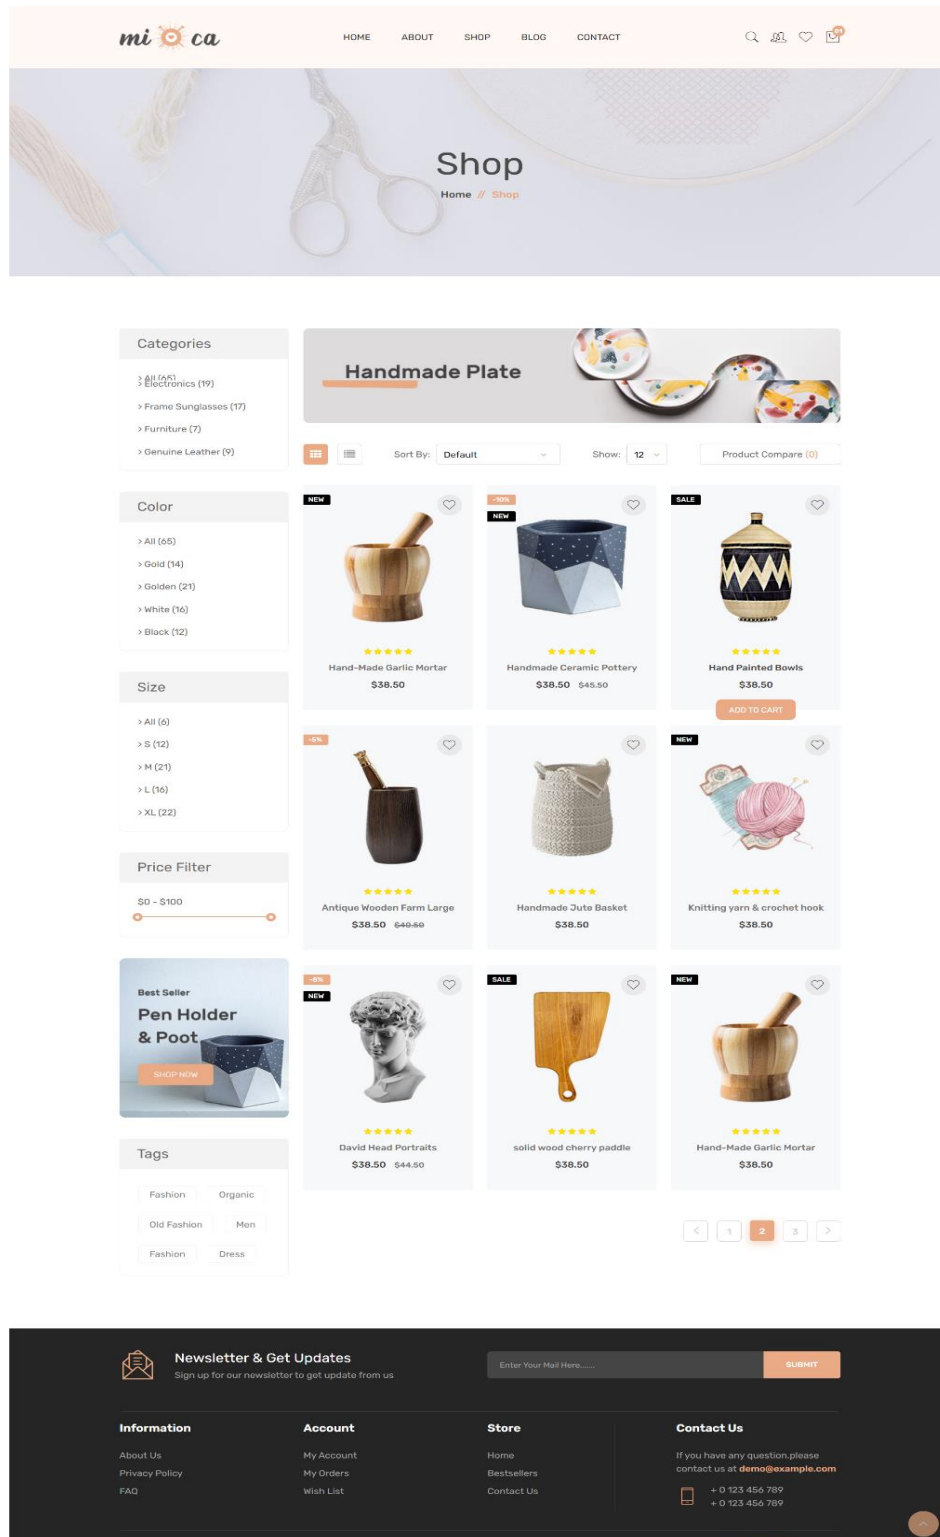 mi ca
HOME ABOUT SHOP BLOG CONTACT
Shop
Home // Shop
Categories
> All (65)
> Electronics (19)
> Frame Sunglasses (17)
> Furniture (7)
> Genuine Leather (9)
Color
> All (65)
> Gold (14)
> Golden (21)
> White (16)
> Black (12)
Size
> All (6)
> S (12)
> M (21)
> L (16)
> XL (22)
Price Filter
$0 - $100
Best Seller
Pen Holder
& Poot
SHOP NOW
Tags
Fashion Organic
Old Fashion Men
Fashion Dress
Handmade Plate
Sort By: Default Show: 12 Product Compare (0)
NEW
Hand-Made Garlic Mortar
$38.50
-10%
NEW
Handmade Ceramic Pottery
$38.50 $45.50
SALE
Hand Painted Bowls
$38.50
ADD TO CART
-5%
Antique Wooden Farm Large
$38.50 $40.50
Handmade Jute Basket
$38.50
NEW
Knitting yarn & crochet hook
$38.50
NEW
David Head Portraits
$38.50 $44.50
SALE
solid wood cherry paddle
$38.50
NEW
Hand-Made Garlic Mortar
$38.50
< 1 2 3 >
Newsletter & Get Updates
Sign up for our newsletter to get update from us
Enter Your Mail Here......
SUBMIT
Information
About Us
Privacy Policy
FAQ
Account
My Account
My Orders
Wish List
Store
Home
Bestsellers
Contact Us
Contact Us
If you have any question.please
contact us at demo@example.com
+ 0 123 456 789
+ 0 123 456 789